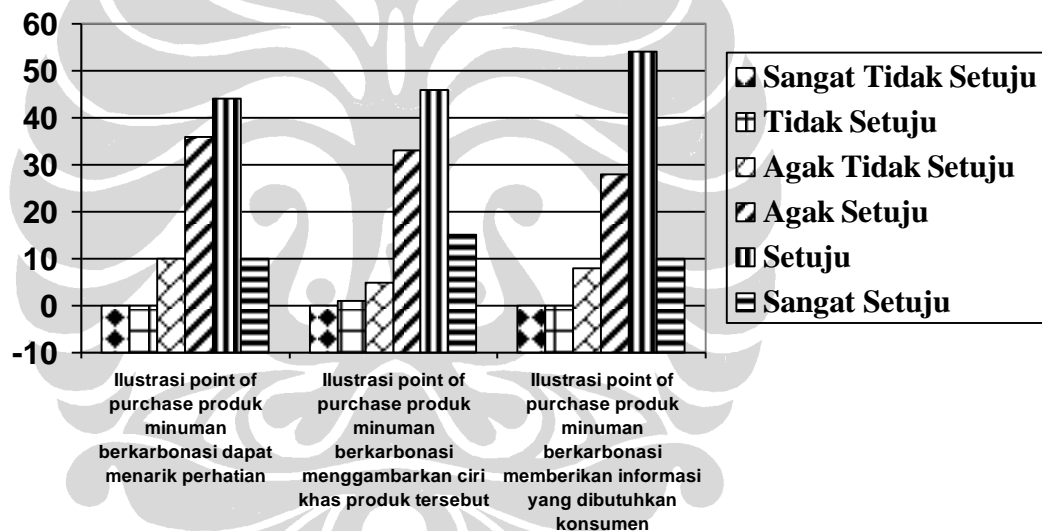 60
50
40
30
20
10
0
-10
Ilustrasi point of
purchase produk
minuman
berkarbonasi dapat
menarik perhatian
Ilustrasi point of
purchase produk
minuman
berkarbonasi
menggambarkan ciri
khas produk tersebut
Ilustrasi point of
purchase produk
minuman
berkarbonasi
memberikan informasi
yang dibutuhkan
konsumen
Sangat Tidak Setuju
Tidak Setuju
Agak Tidak Setuju
Agak Setuju
Setuju
Sangat Setuju